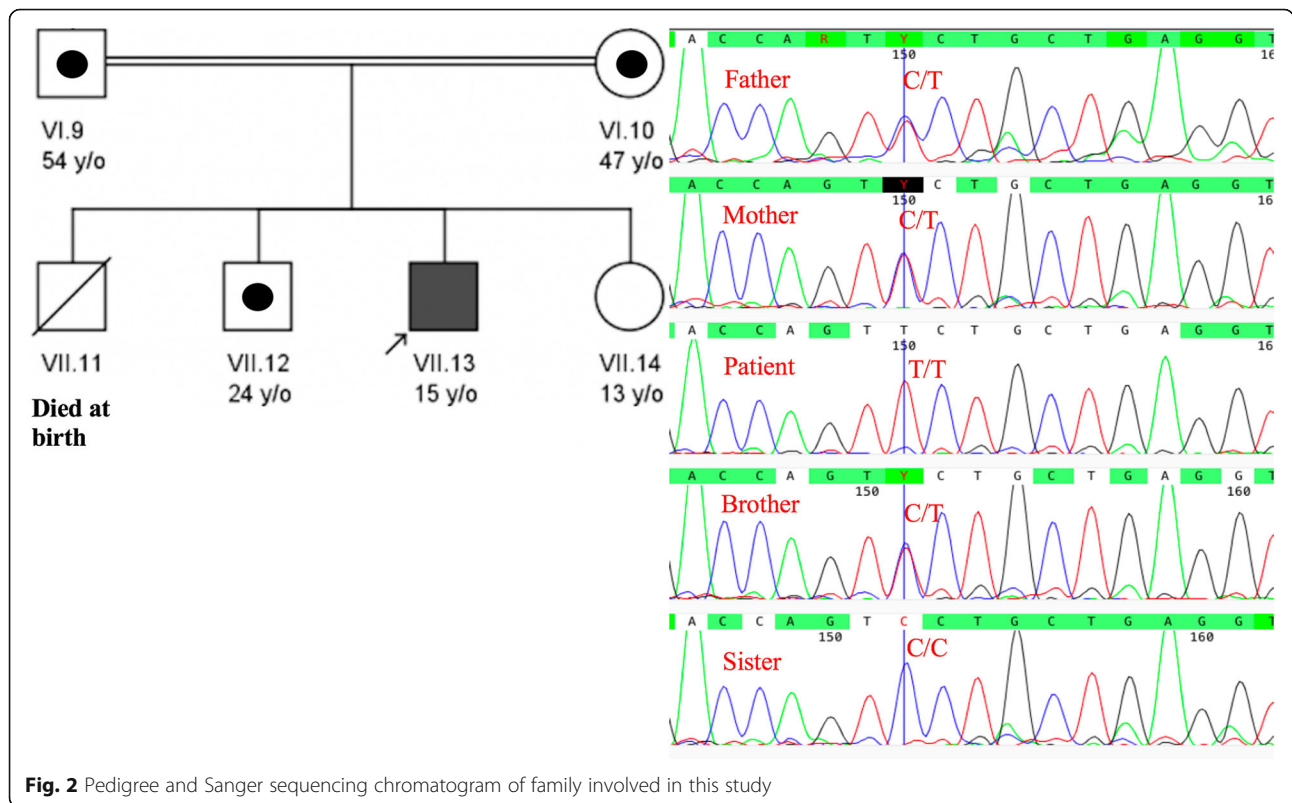 VI.9
54 y/o
VI.10
47 y/o
VII.11
Died at
birth
VII.12
24 y/o
VII.13
15 y/o
VII.14
13 y/o
A C C A R T Y C T G C T G A G G T
150
Father
C/T
A C C A G T Y C T G C T G A G G T
150
Mother
C/T
A C C A G T T C T G C T G A G G T
150
Patient
T/T
A C C A G T Y C T G C T G A G G T
150 160
Brother
C/T
A C C A G T C C T G C T G A G G T
150 160
Sister
C/C
Fig. 2 Pedigree and Sanger sequencing chromatogram of family involved in this study